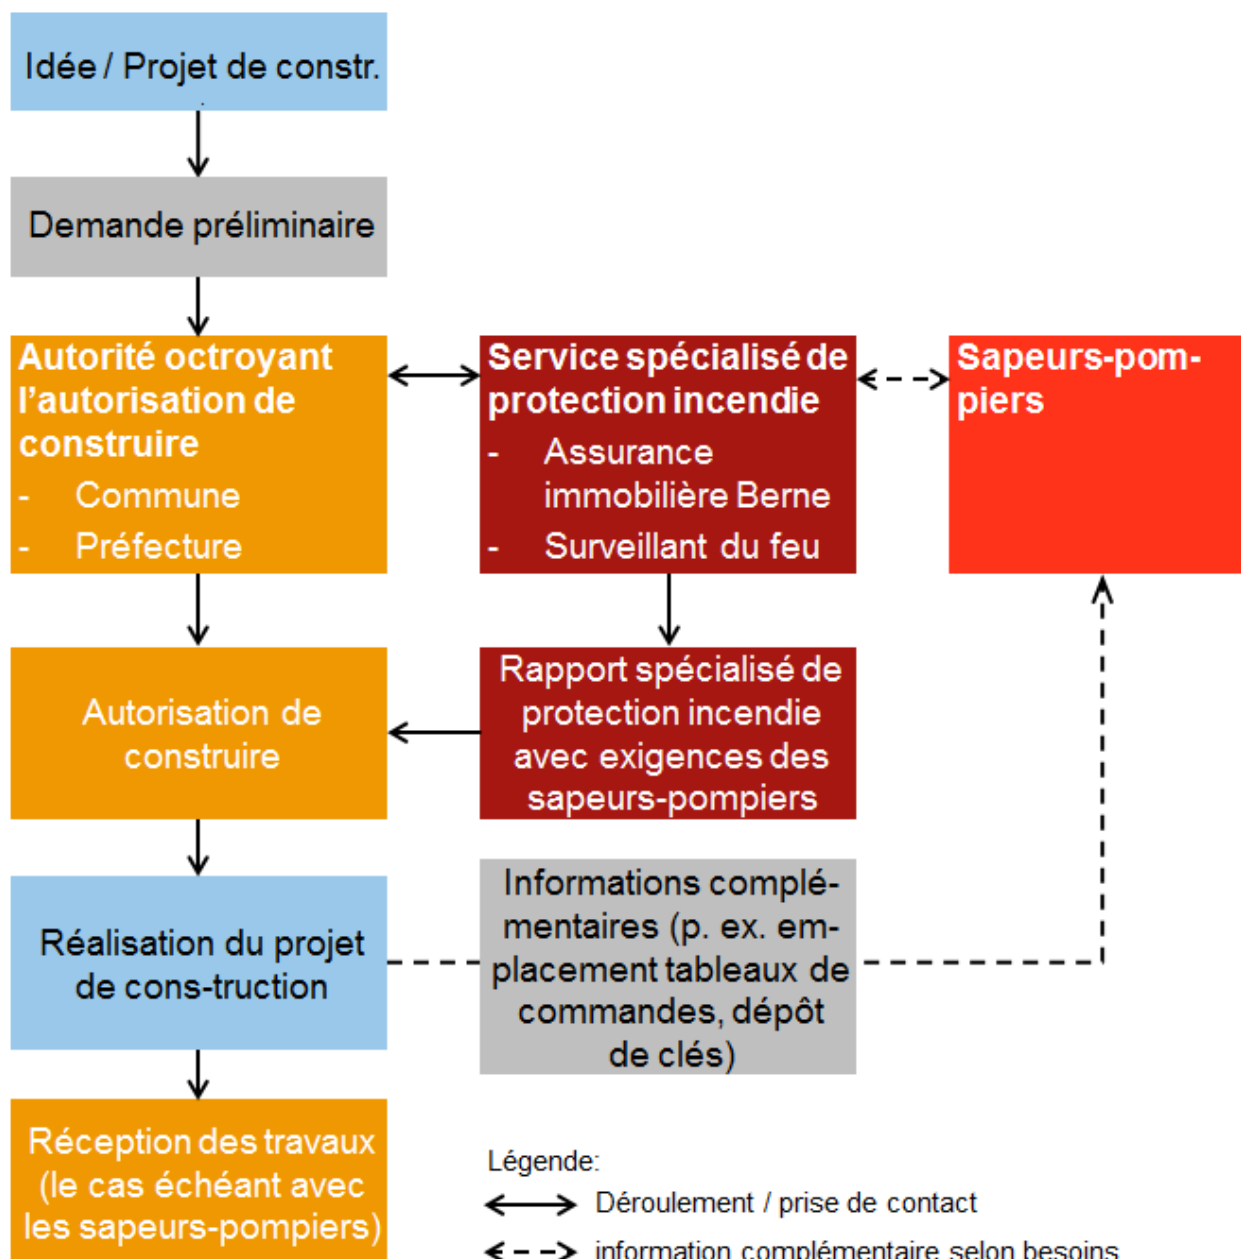 Idée / Projet de constr.
Demande préliminaire
Autorité octroyant
l'autorisation de
construire
- Commune
- Préfecture
Service spécialisé de
protection incendie
- Assurance
immobilière Berne
- Surveillant du feu
Sapeurs-pom-
piers
Autorisation de
construire
Rapport spécialisé de
protection incendie
avec exigences des
sapeurs-pompiers
Réalisation du projet
de cons-truction
Informations complé-
mentaires (p. ex. em-
placement tableaux de
commandes, dépôt
de clés)
Réception des travaux
(le cas échéant avec
les sapeurs-pompiers)
Légende:
Déroulement / prise de contact
information complémentaire selon besoins